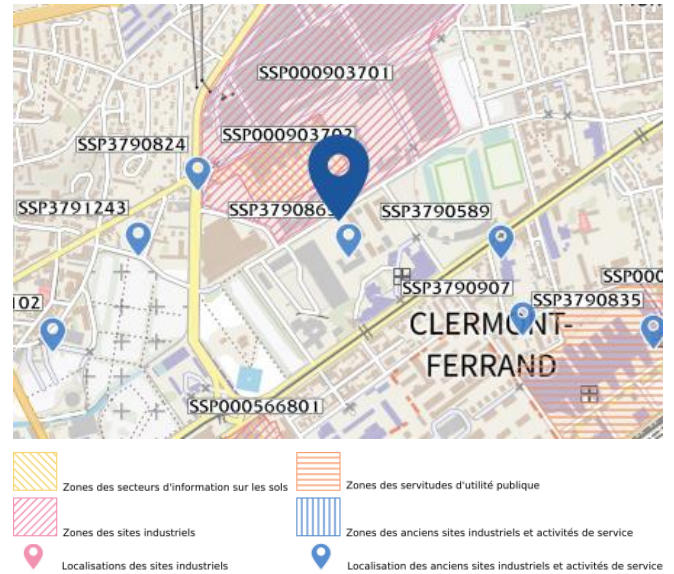 SSP000903701
SSP3790824
SSP3791243
SSP3790589
SSP000
102
SSP3790907
SSP3790835
CLERMONT-
FERRAND
SSP000566801
Zones des secteurs d'information sur les sols
Zones des servitudes d'utilité publique
Zones des sites industriels
Zones des anciens sites industriels et activités de service
Localisations des sites industriels
Localisation des anciens sites industriels et activités de service